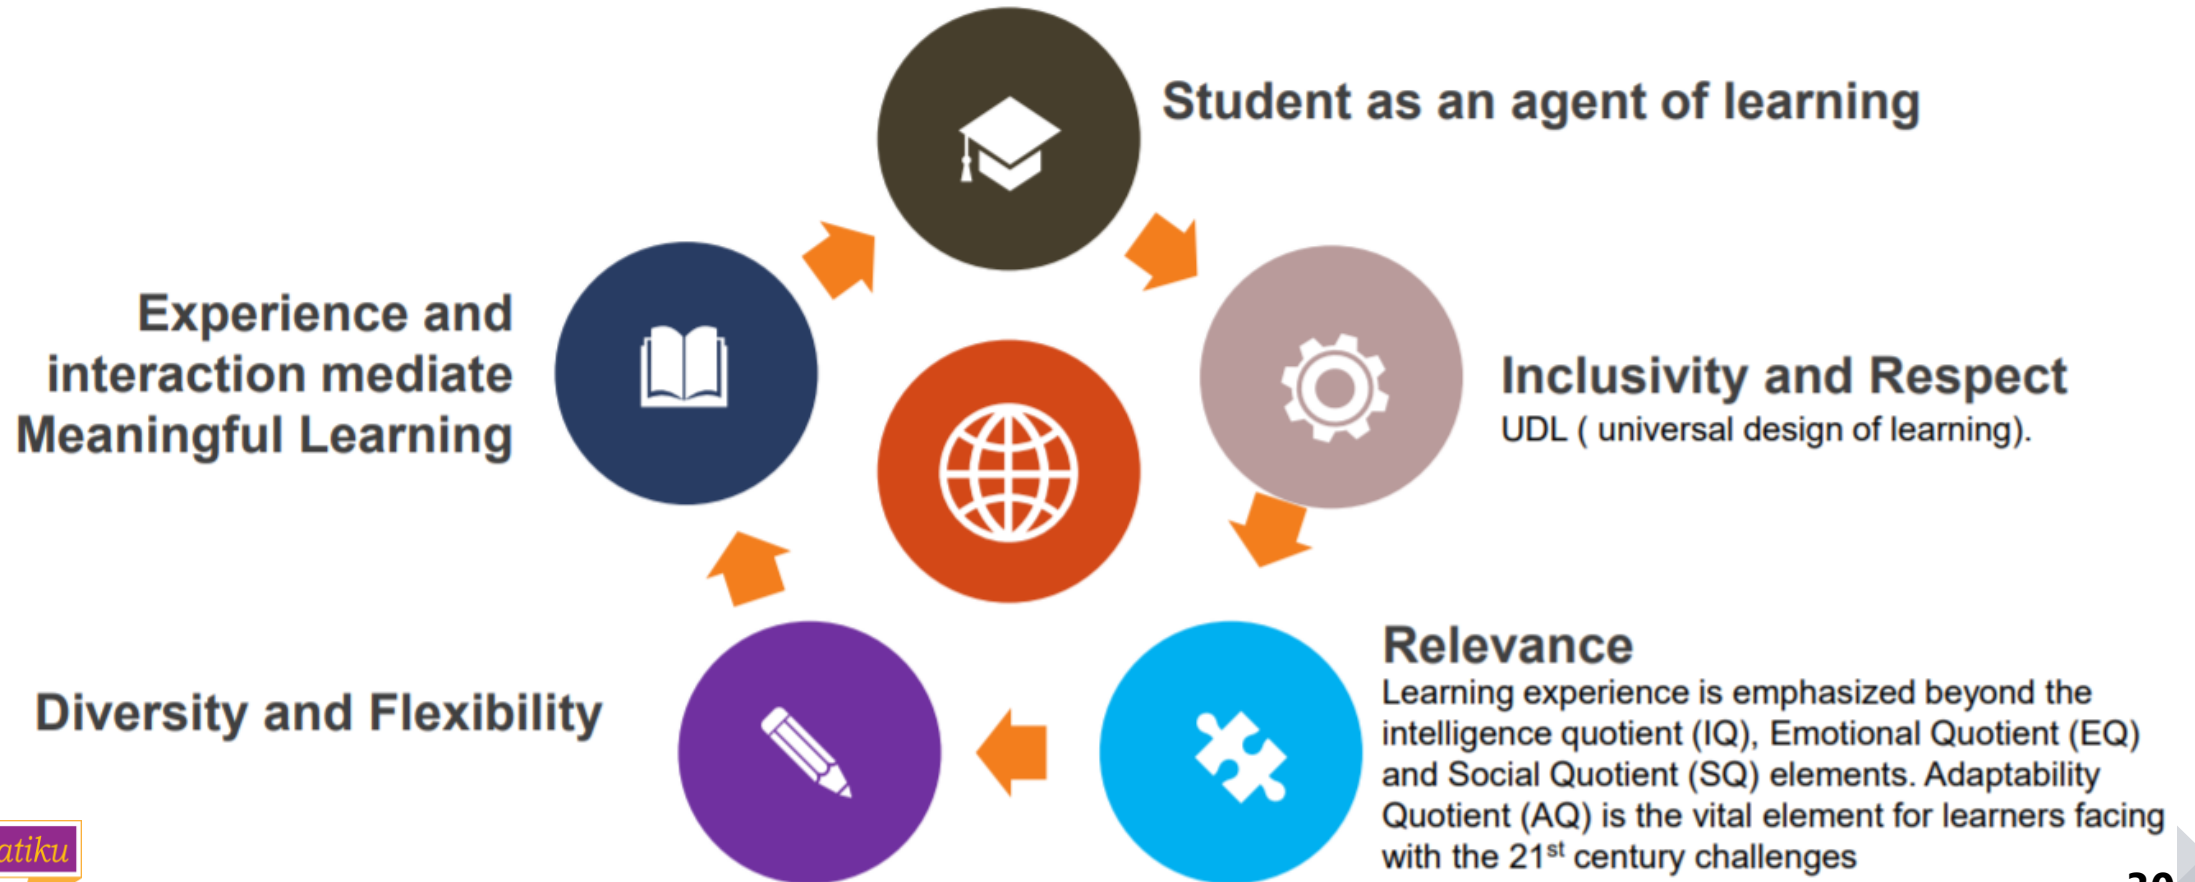 Student as an agent of learning
Experience and
interaction mediate
Meaningful Learning
Inclusivity and Respect
UDL ( universal design of learning).
Relevance
Learning experience is emphasized beyond the
intelligence quotient (IQ), Emotional Quotient (EQ)
and Social Quotient (SQ) elements. Adaptability
Quotient (AQ) is the vital element for learners facing
with the 21st century challenges
Diversity and Flexibility
atiku